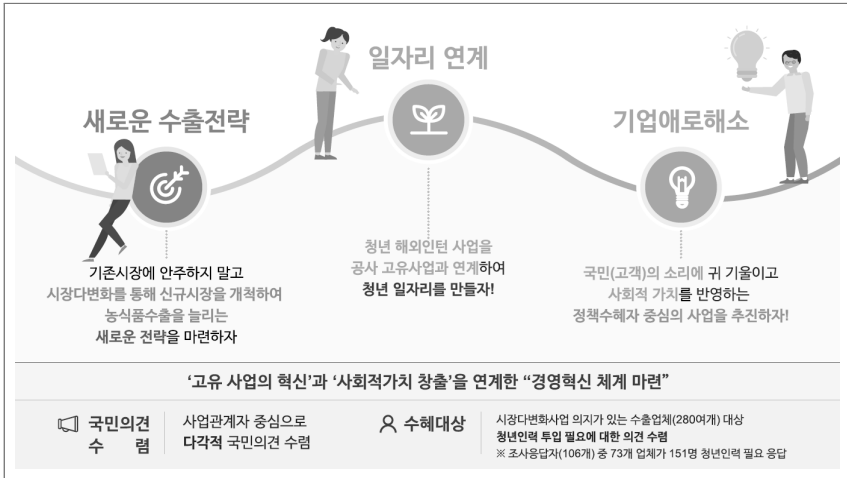 새로운 수출전략
기존시장에 안주하지 말고
시장다변화를 통해 신규시장을 개척하여
농식품수출을 늘리는
새로운 전략을 마련하자
일자리 연계
청년 해외인턴 사업을
공사 고유사업과 연계하여
청년 일자리를 만들자!
기업애로해소
국민(고객)의 소리에 귀 기울이고
사회적 가치를 반영하는
정책수혜자 중심의 사업을 추진하자!
‘고유 사업의 혁신’과 ‘사회적가치 창출’을 연계한 “경영혁신 체계 마련”
국민의견
수 렴
사업관계자 중심으로
다각적 국민의견 수렴
수혜대상
시장다변화사업 의지가 있는 수출업체(280여개) 대상
청년인력 투입 필요에 대한 의견 수렴
※ 조사응답자(106개) 중 73개 업체가 151명 청년인력 필요 응답